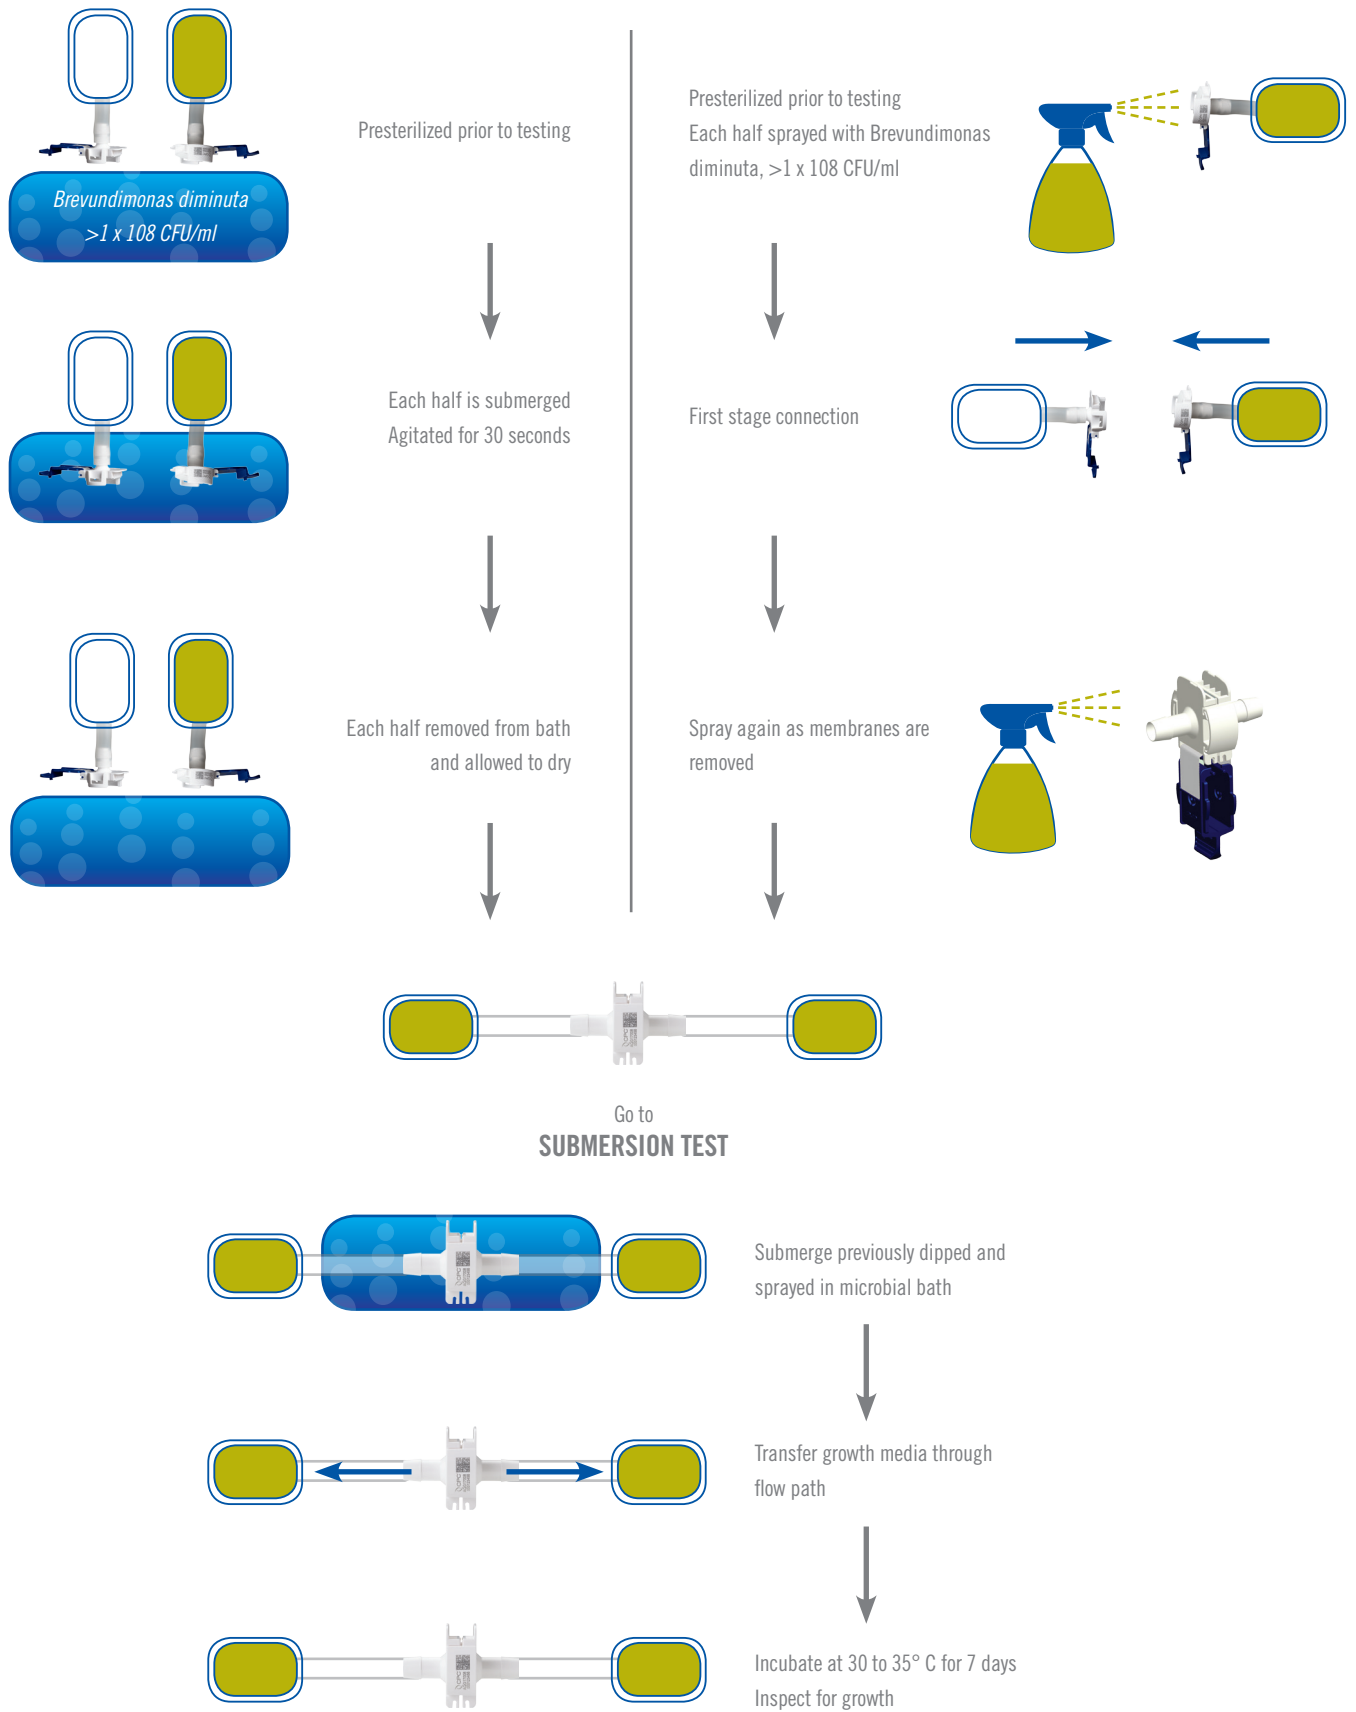 Presterilized prior to testing
Brevundimonas diminuta
>1 x 108 CFU/ml
Each half is submerged
Agitated for 30 seconds
Each half removed from bath
and allowed to dry
Presterilized prior to testing
Each half sprayed with Brevundimonas
diminuta, >1 x 108 CFU/ml
First stage connection
Spray again as membranes are
removed
Go to
SUBMERSION TEST
Submerge previously dipped and
sprayed in microbial bath
Transfer growth media through
flow path
Incubate at 30 to 35° C for 7 days
Inspect for growth